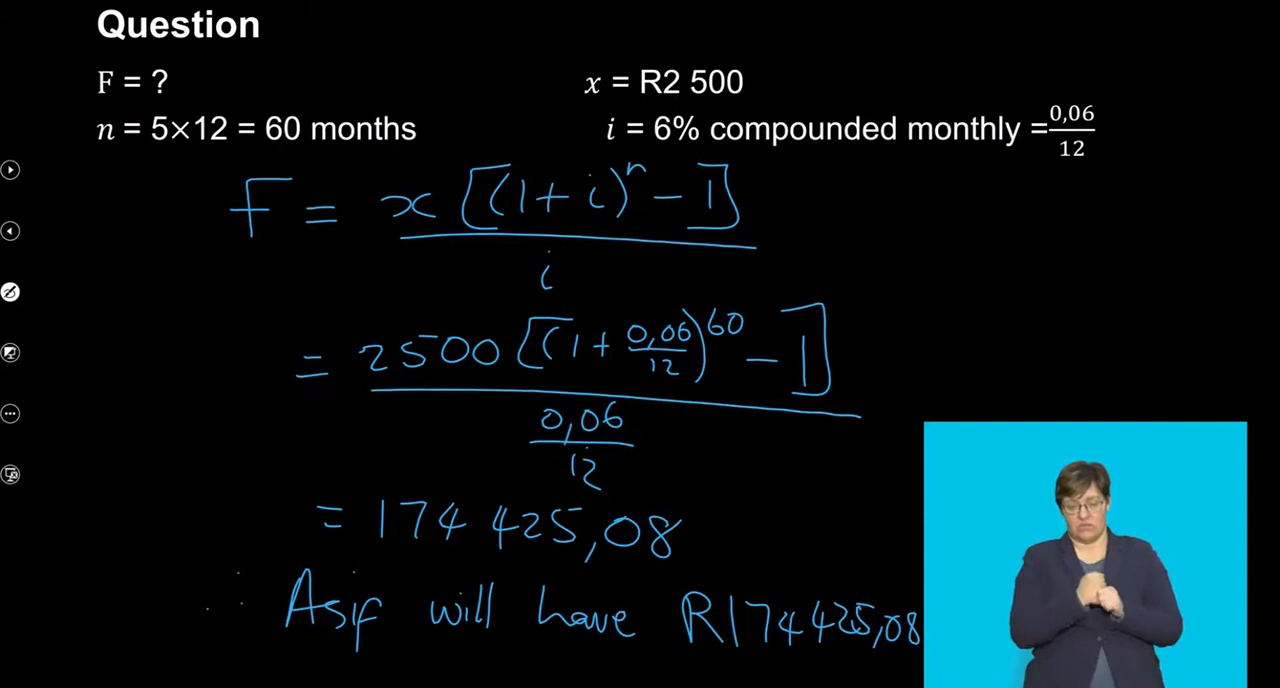 Question
F = ? x = R2 500
n = 5×12 = 60 months i = 6% compounded monthly = 0,06/12
F = x[(1 + i)^n − 1] / i
= 2500[(1 + 0,06/12)^60 − 1] / (0,06/12)
= 174 425,08
∴ Asif will have R174 425,08